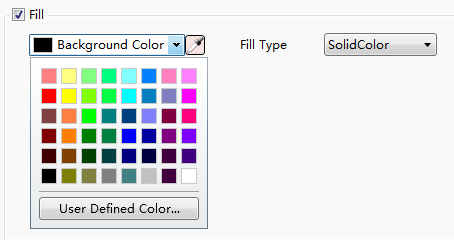 Fill
Background Color Fill Type SolidColor
User Defined Color...